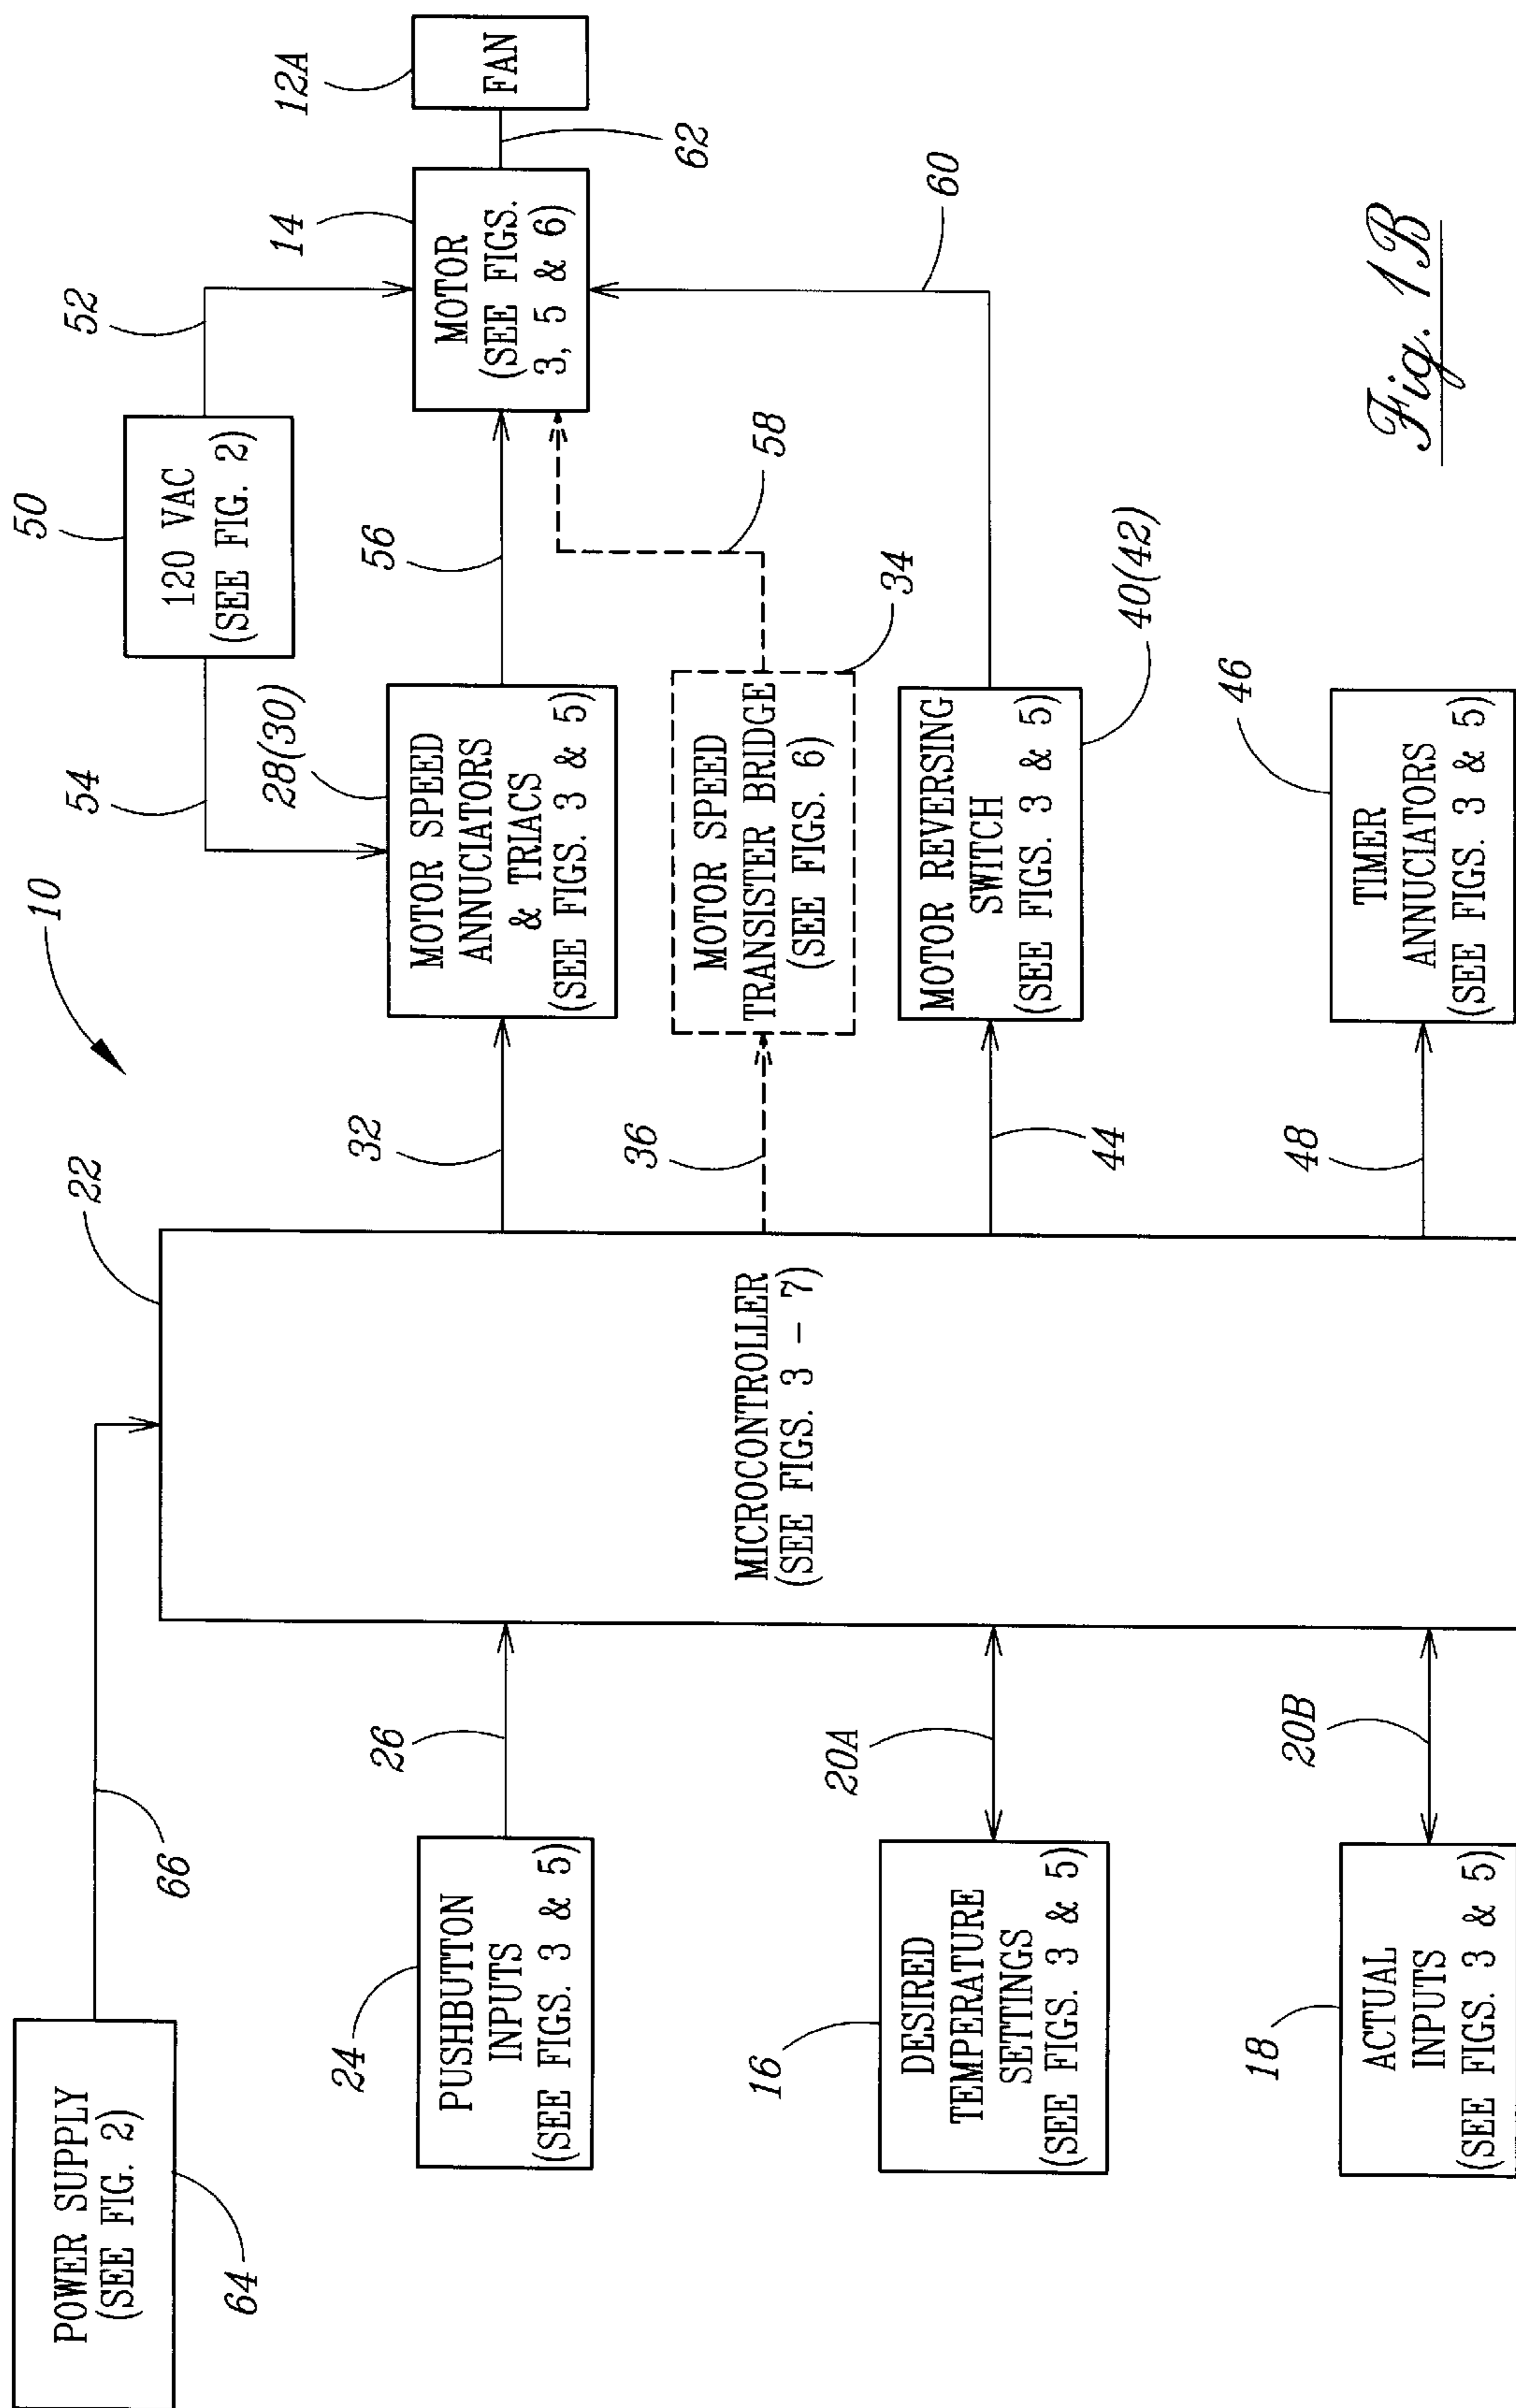 10
POWER SUPPLY
(SEE FIG. 2)
64
66
22
MICROCONTROLLER
(SEE FIGS. 3 - 7)
24
PUSHBUTTON
INPUTS
(SEE FIGS. 3 & 5)
26
16
DESIRED
TEMPERATURE
SETTINGS
(SEE FIGS. 3 & 5)
20A
18
ACTUAL
INPUTS
(SEE FIGS. 3 & 5)
20B
50
120 VAC
(SEE FIG. 2)
54
52
28(30)
MOTOR SPEED
ANNUCIATORS
& TRIACS
(SEE FIGS. 3 & 5)
32
56
14
MOTOR
(SEE FIGS.
3, 5 & 6)
12A
FAN
62
36
MOTOR SPEED
TRANSISTER BRIDGE
(SEE FIGS. 6)
34
58
44
MOTOR REVERSING
SWITCH
(SEE FIGS. 3 & 5)
40(42)
60
48
TIMER
ANNUCIATORS
(SEE FIGS. 3 & 5)
46
Fig. 1B